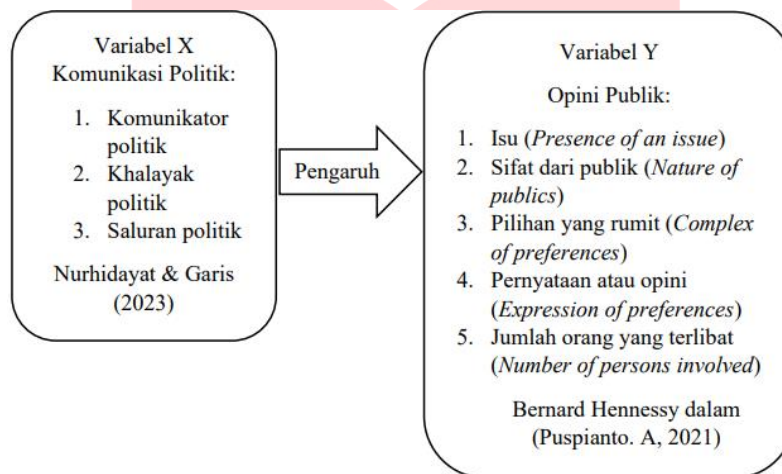 Variabel X
Komunikasi Politik:
1. Komunikator
politik
2. Khalayak
politik
3. Saluran politik
Nurhidayat & Garis
(2023)
Pengaruh
Variabel Y
Opini Publik:
1. Isu (Presence of an issue)
2. Sifat dari publik (Nature of
publics)
3. Pilihan yang rumit (Complex
of preferences)
4. Pernyataan atau opini
(Expression of preferences)
5. Jumlah orang yang terlibat
(Number of persons involved)
Bernard Hennessy dalam
(Puspianto. A, 2021)